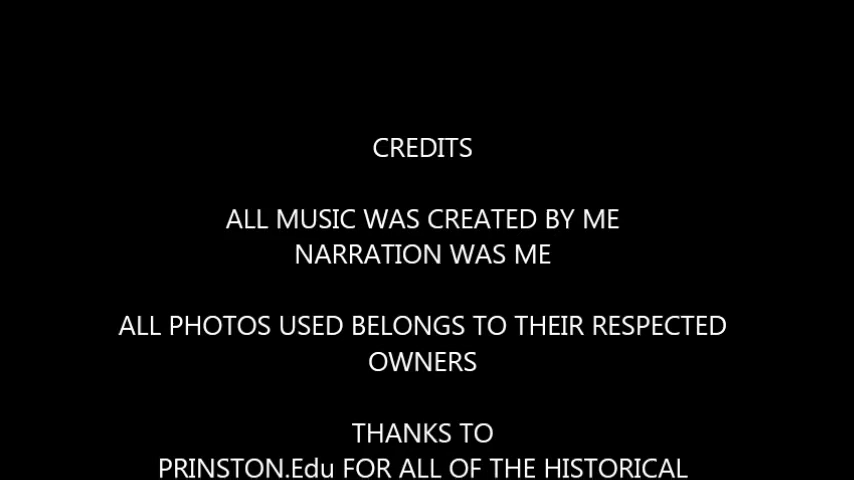 CREDITS
ALL MUSIC WAS CREATED BY ME
NARRATION WAS ME
ALL PHOTOS USED BELONGS TO THEIR RESPECTED
OWNERS
THANKS TO
PRINSTON.Edu FOR ALL OF THE HISTORICAL